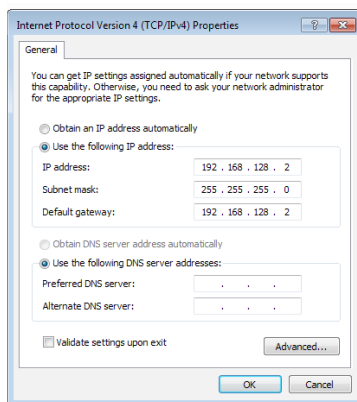 Internet Protocol Version 4 (TCP/IPv4) Properties
General
You can get IP settings assigned automatically if your network supports
this capability. Otherwise, you need to ask your network administrator
for the appropriate IP settings.
Obtain an IP address automatically
Use the following IP address:
IP address: 192 . 168 . 128 . 2
Subnet mask: 255 . 255 . 255 . 0
Default gateway: 192 . 168 . 128 . 2
Obtain DNS server address automatically
Use the following DNS server addresses:
Preferred DNS server: . . .
Alternate DNS server: . . .
Validate settings upon exit
Advanced...
OK Cancel